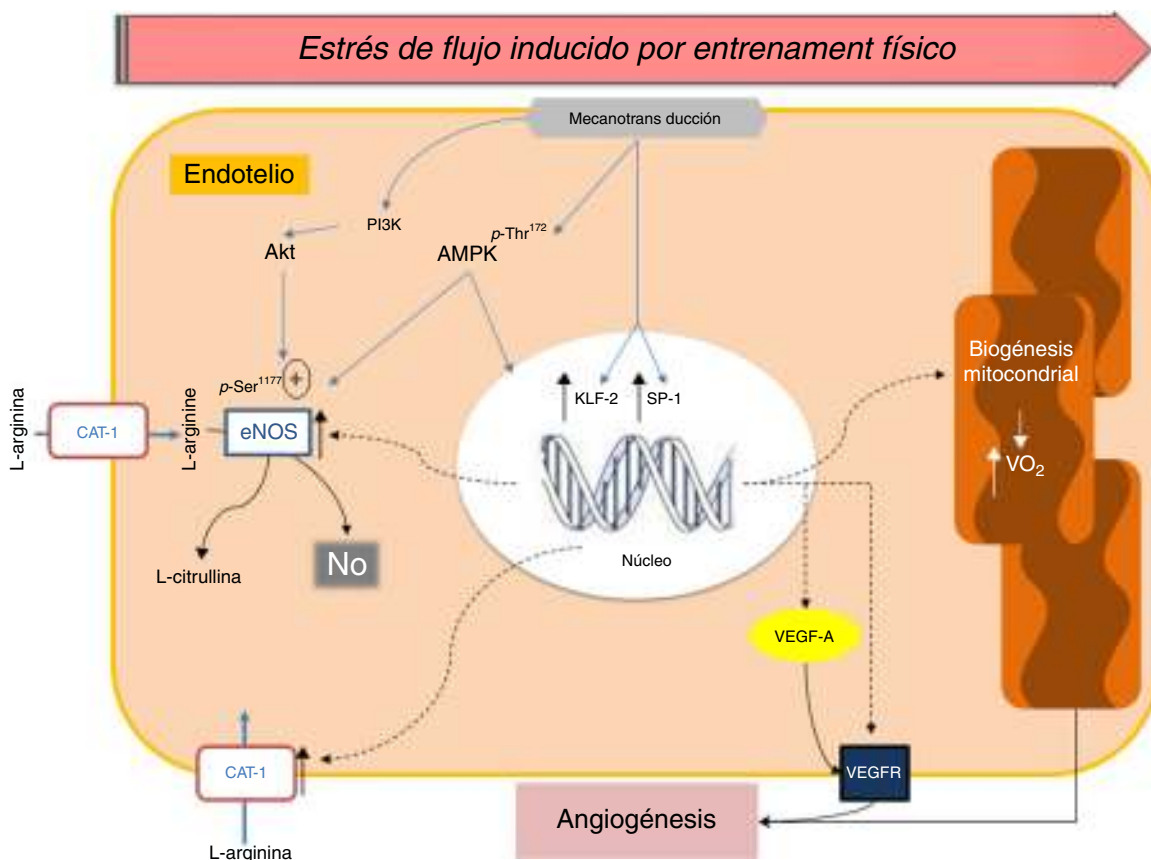 Estrés de flujo inducido por entrenament físico
Mecanotrans ducción
Endotelio
PI3K
Akt
AMPK p-Thr172
p-Ser1177
+
KLF-2
SP-1
Biogénesis
mitocondrial
VO2
L-arginina
CAT-1
L-arginine
eNOS
No
L-citrullina
Núcleo
VEGF-A
CAT-1
VEGFR
L-arginina
Angiogénesis